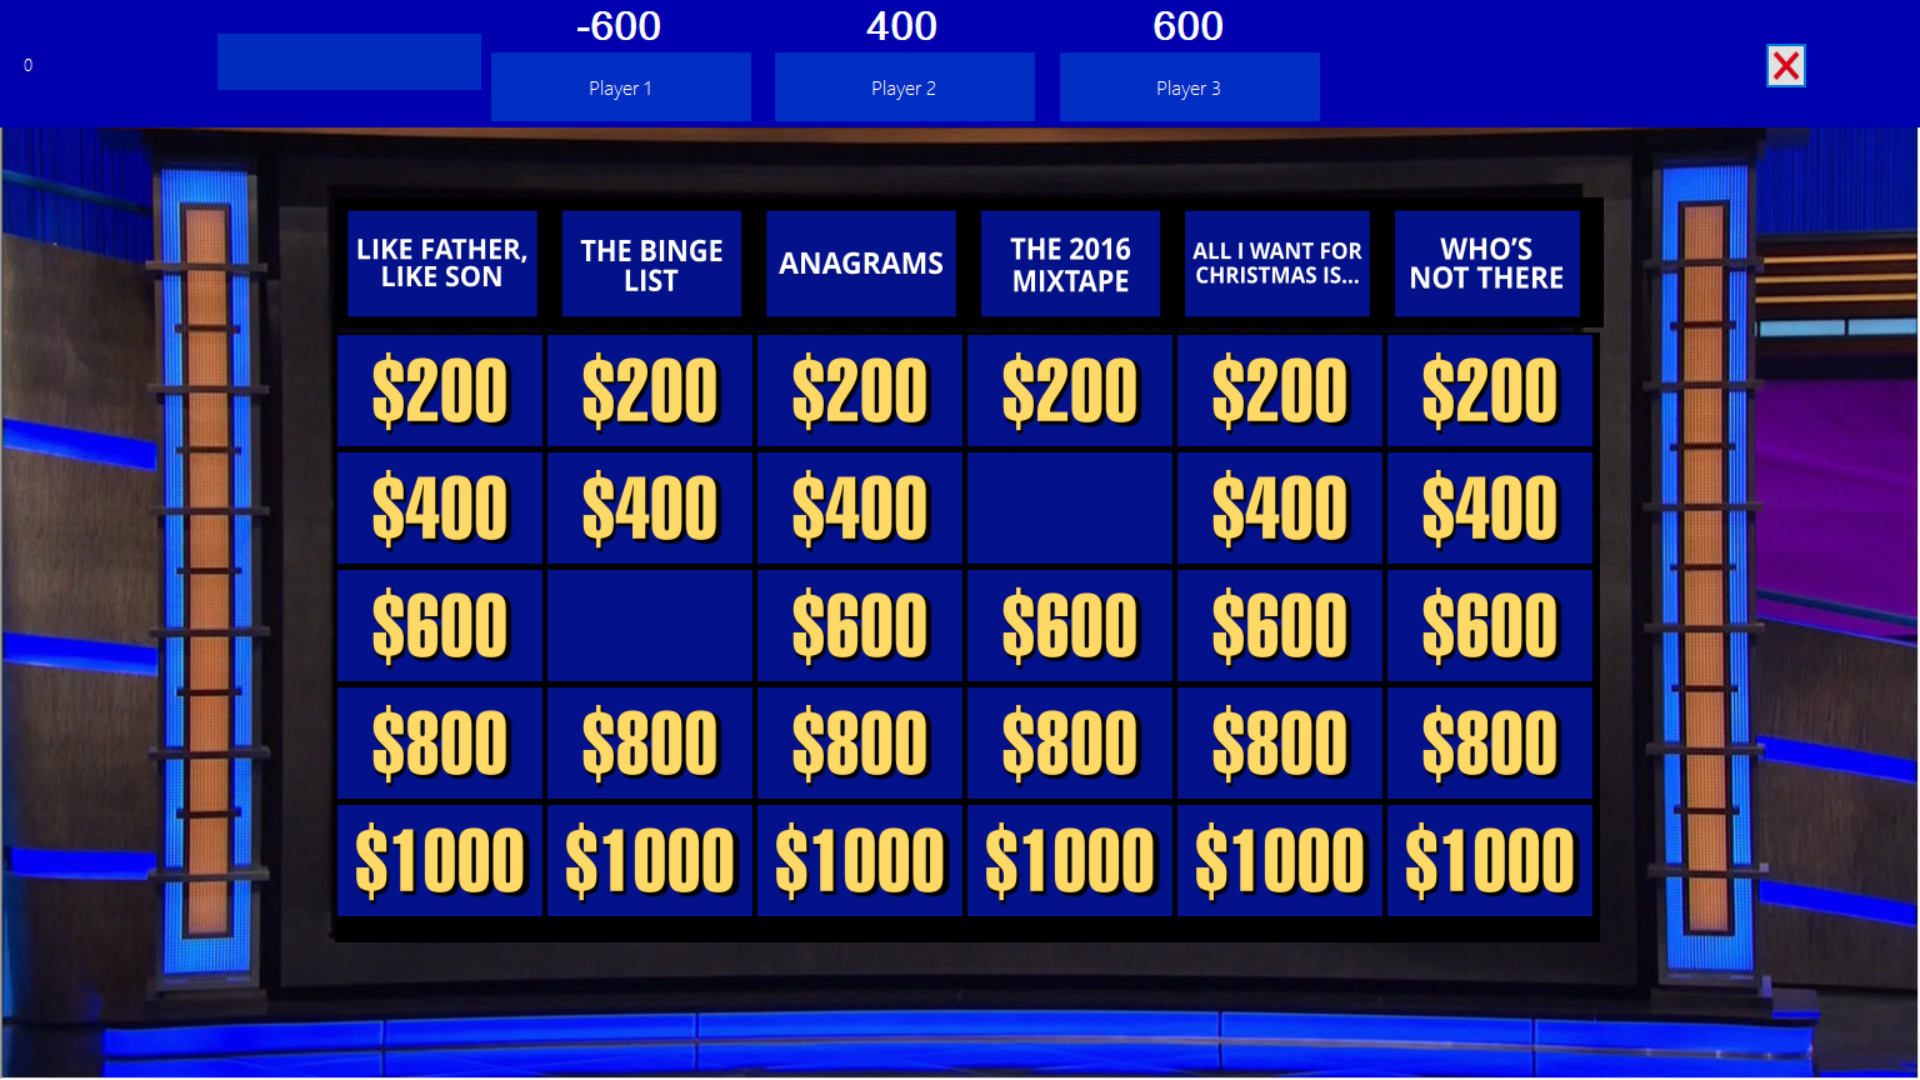 -600
400
600
0
Player 1
Player 2
Player 3
LIKE FATHER,
LIKE SON
THE BINGE
LIST
ANAGRAMS
THE 2016
MIXTAPE
ALL I WANT FOR
CHRISTMAS IS...
WHO'S
NOT THERE
$200 $200 $200 $200 $200 $200
$400 $400 $400 $400 $400
$600 $600 $600 $600 $600
$800 $800 $800 $800 $800 $800
$1000 $1000 $1000 $1000 $1000 $1000